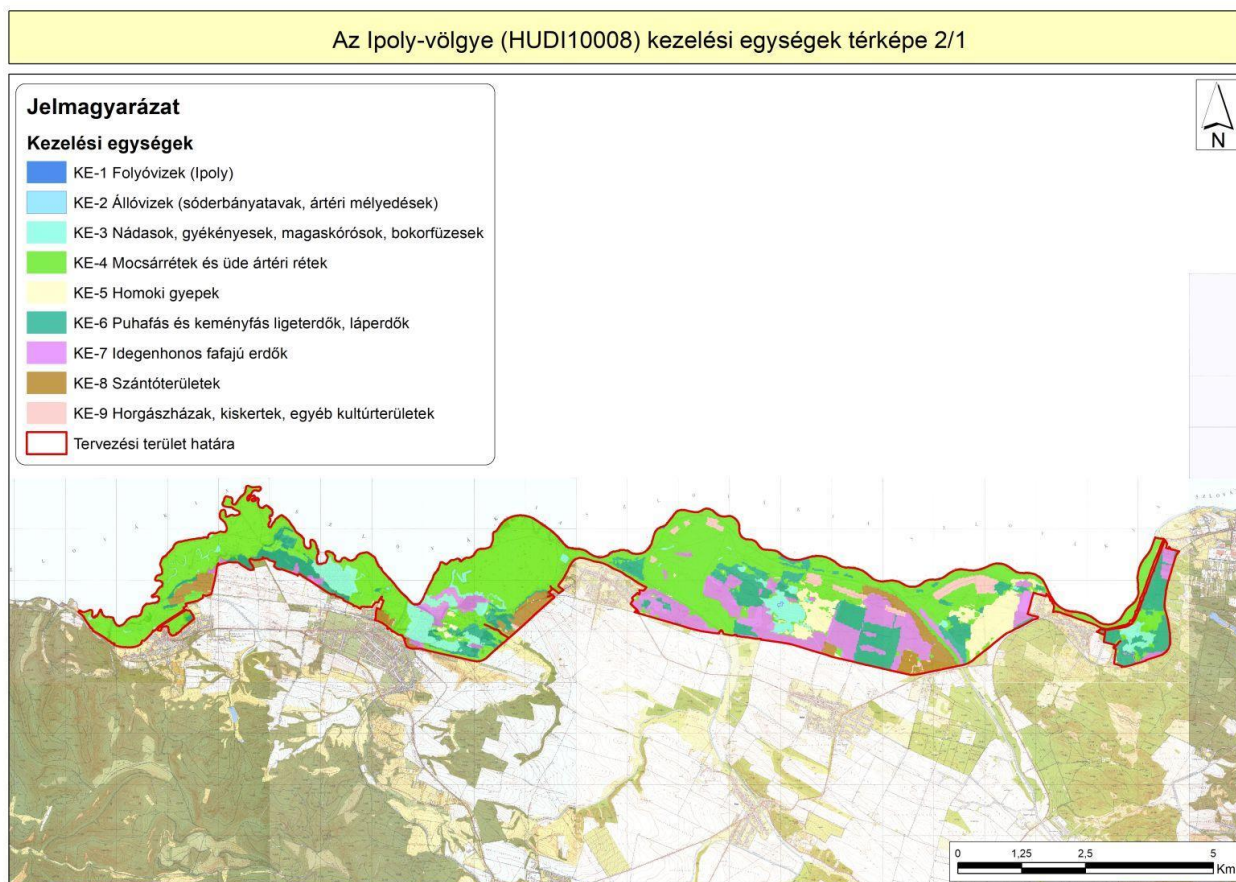 Az Ipoly-völgye (HUDI10008) kezelési egységek térképe 2/1
Jelmagyarázat
Kezelési egységek
KE-1 Folyóvizek (Ipoly)
KE-2 Állóvizek (sóderbányatavak, ártéri mélyedések)
KE-3 Nádasok, gyékényesek, magaskórósok, bokorfüzesek
KE-4 Mocsárrétek és üde ártéri rétek
KE-5 Homoki gyepek
KE-6 Puhafás és keményfás ligeterdők, láperdők
KE-7 Idegenhonos fafajú erdők
KE-8 Szántóterületek
KE-9 Horgászházak, kiskertek, egyéb kultúrterületek
Tervezési terület határa
N
0 1,25 2,5 5
Km